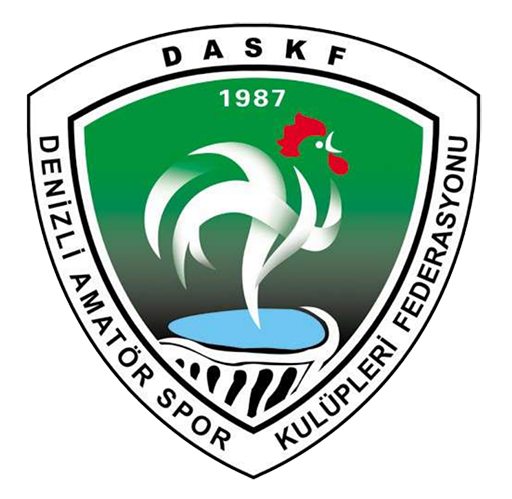 DASKF
1987
DENİZLİ AMATÖR SPOR
KULÜPLERİ FEDERASYONU